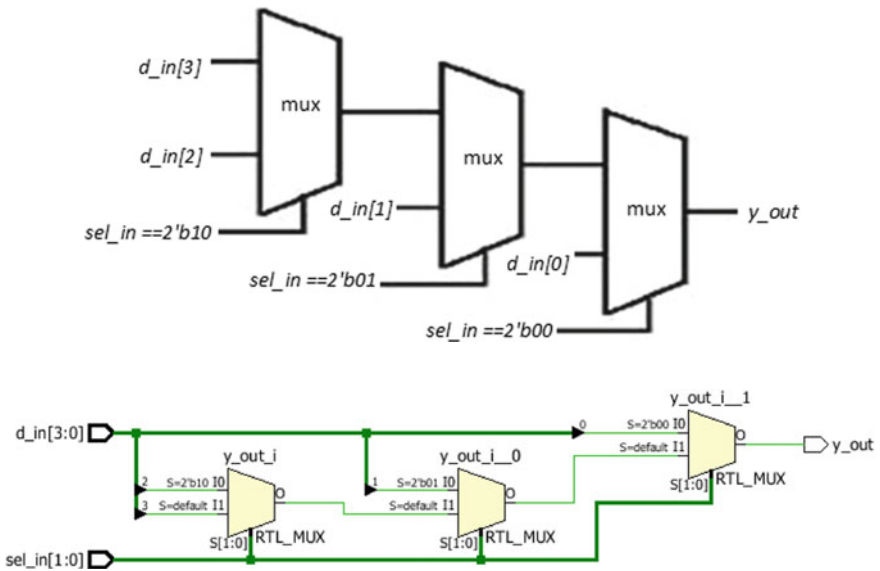 d_in[3]
mux
d_in[2]
mux
sel_in ==2'b10
d_in[1]
mux
y_out
sel_in ==2'b01
d_in[0]
sel_in ==2'b00
y_out_i__1
d_in[3:0]
0
S=2'b00 I0
O
y_out
S=default I1
y_out_i
y_out_i__0
S[1:0]
RTL_MUX
2
S=2'b10 I0
O
1
S=2'b01 I0
O
3
S=default I1
S=default I1
S[1:0]
RTL_MUX
S[1:0]
RTL_MUX
sel_in[1:0]